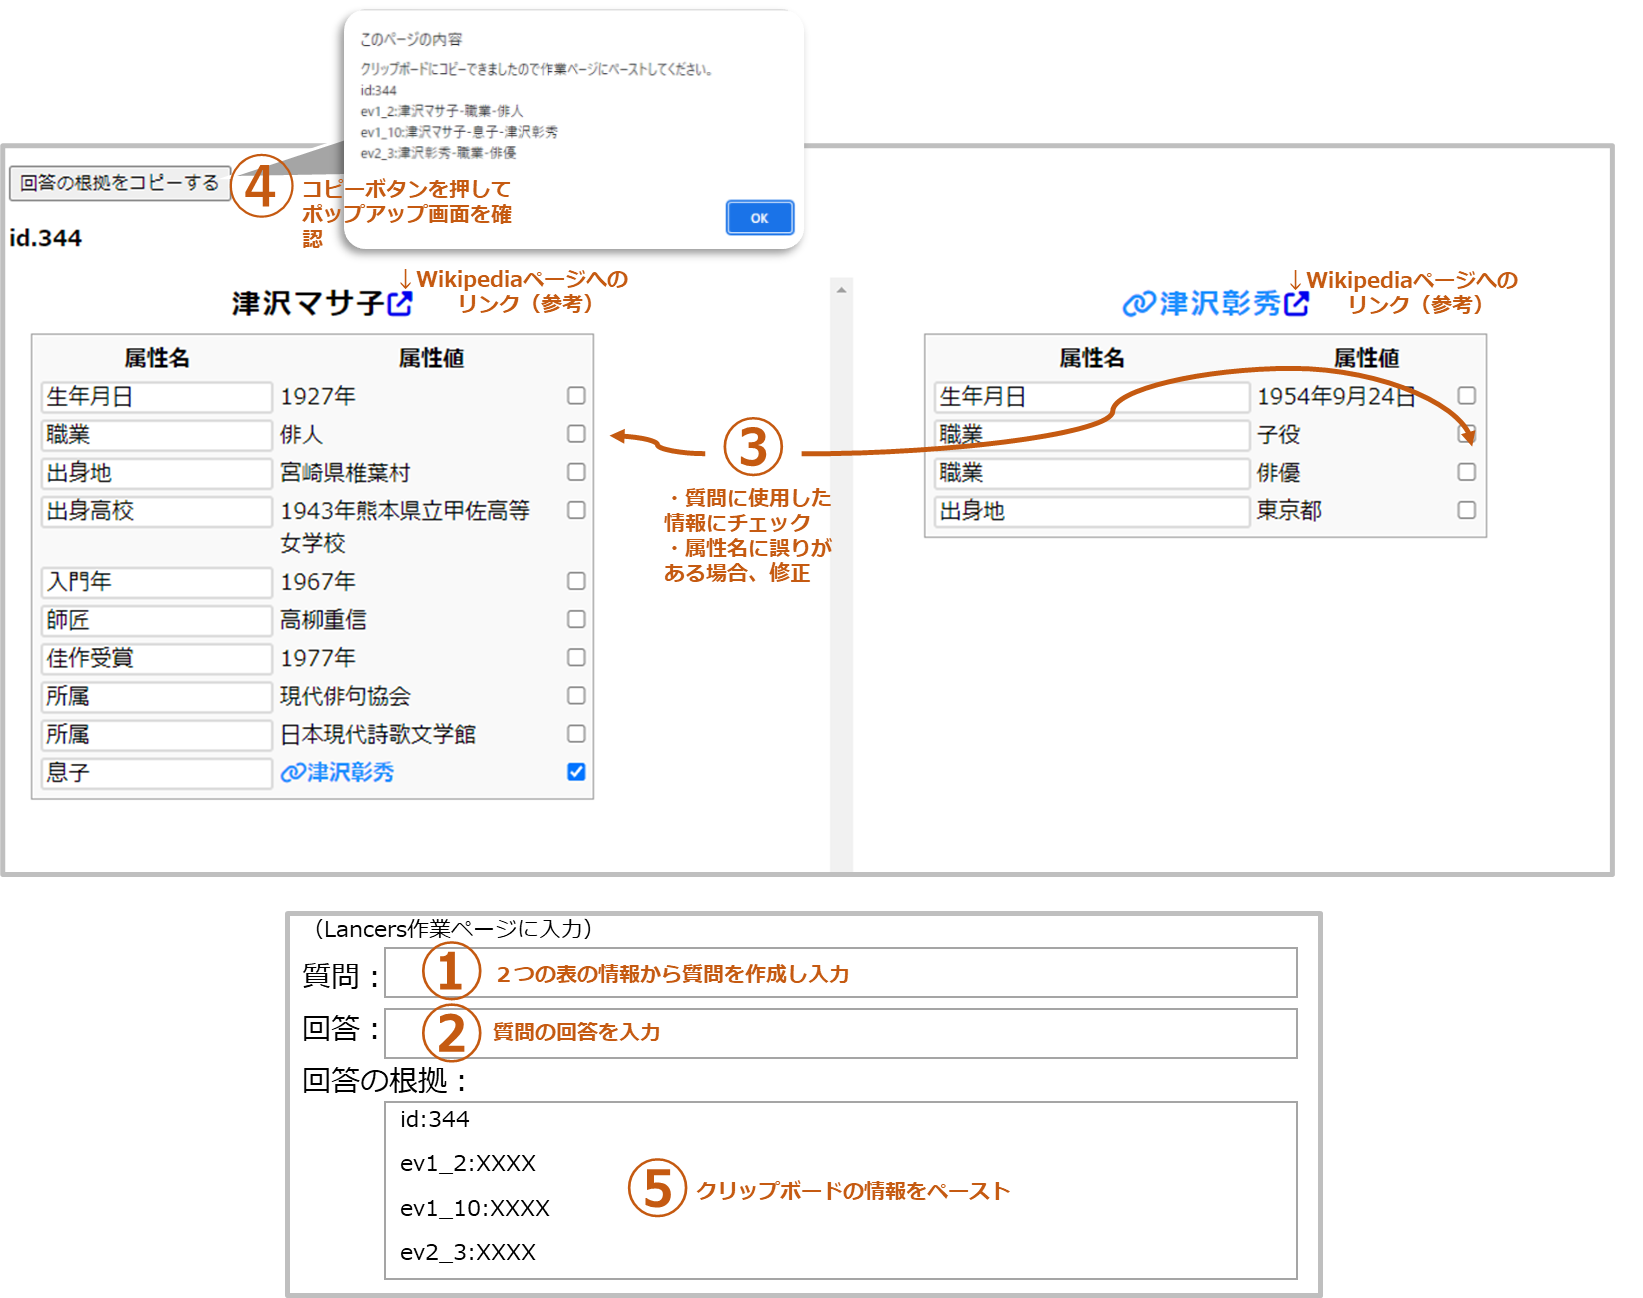 このページの内容
クリップボードにコピーできましたので作業ページにペーストしてください。
id:344
ev1_2:津沢マサ子-職業-俳人
ev1_10:津沢マサ子-息子-津沢彰秀
ev2_3:津沢彰秀-職業-俳優
OK
回答の根拠をコピーする
④
コピーボタンを押して
ポップアップ画面を確
認
id.344
↓Wikipediaページへの
リンク（参考）
津沢マサ子
属性名 属性値
生年月日 1927年
職業 俳人
出身地 宮崎県椎葉村
出身高校 1943年熊本県立甲佐高等
女学校
入門年 1967年
師匠 高柳重信
佳作受賞 1977年
所属 現代俳句協会
所属 日本現代詩歌文学館
息子 津沢彰秀
③
・質問に使用した
情報にチェック
・属性名に誤りが
ある場合、修正
↓Wikipediaページへの
リンク（参考）
津沢彰秀
属性名 属性値
生年月日 1954年9月24日
職業 子役
職業 俳優
出身地 東京都
（Lancers作業ページに入力）
質問： ① ２つの表の情報から質問を作成し入力
回答： ② 質問の回答を入力
回答の根拠：
id:344
ev1_2:XXXX
ev1_10:XXXX
ev2_3:XXXX
⑤ クリップボードの情報をペースト